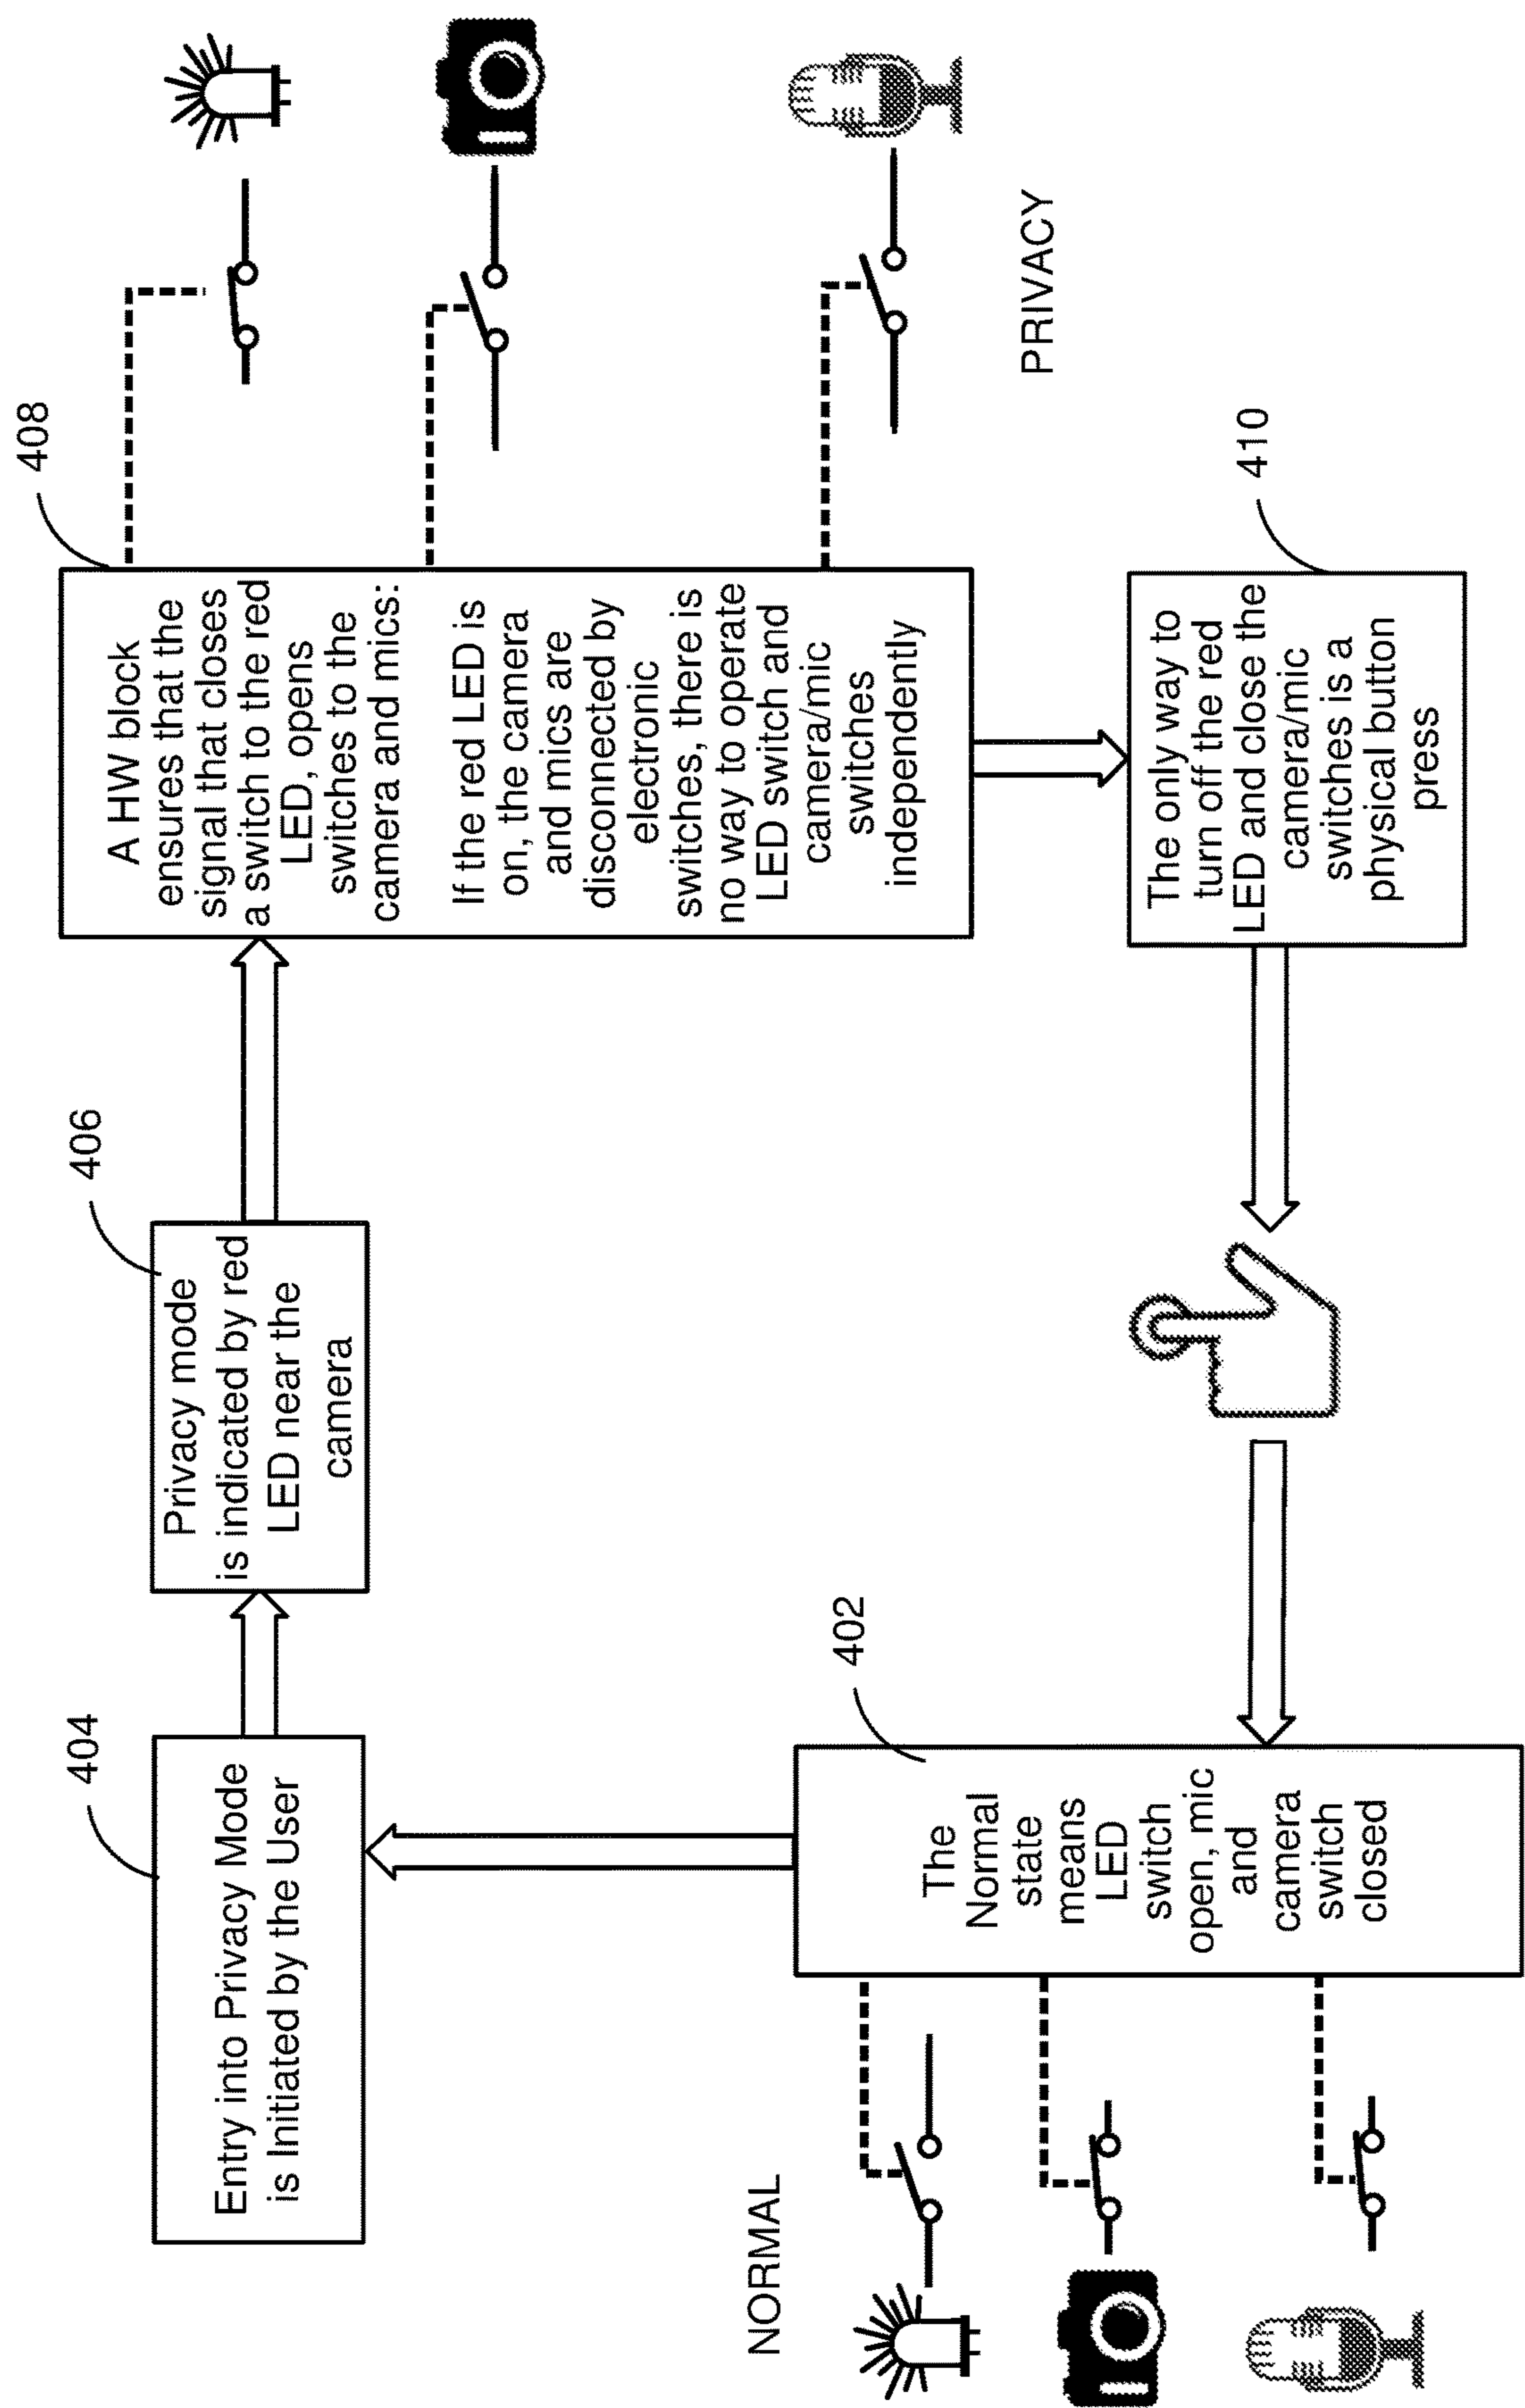 404
Entry into Privacy Mode
is Initiated by the User
406
Privacy mode
is indicated by red
LED near the
camera
408
A HW block
ensures that the
signal that closes
a switch to the red
LED, opens
switches to the
camera and mics:
If the red LED is
on, the camera
and mics are
disconnected by
electronic
switches, there is
no way to operate
LED switch and
camera/mic
switches
independently
PRIVACY
NORMAL
402
The
Normal
state
means
LED
switch
open, mic
and
camera
switch
closed
410
The only way to
turn off the red
LED and close the
camera/mic
switches is a
physical button
press